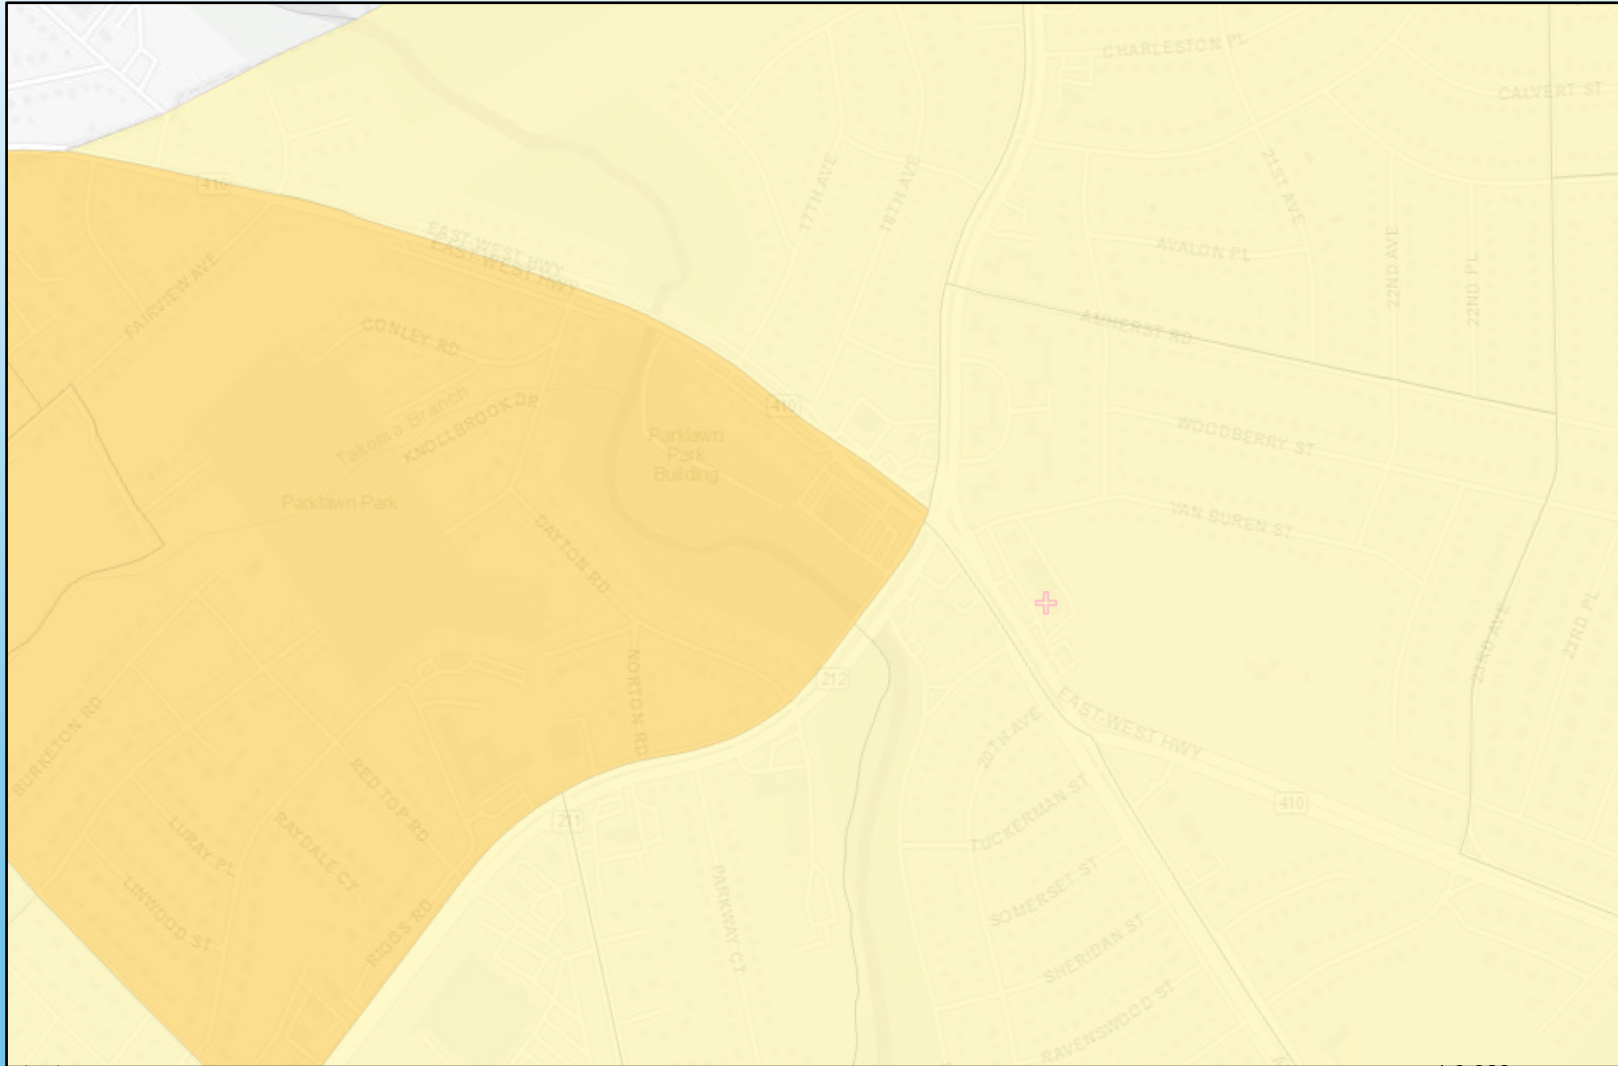 CHARLESTON PL
CALVERT ST
21ST AVE
17TH AVE
18TH AVE
410
EAST-WEST HWY
EAST WEST HWY
AVALON PL
22ND AVE
22ND PL
FAIRVIEW AVE
CONLEY RD
AMHERST RD
Takoma Branch
KNOLLBROOK DR
410
Parklawn
Park
Building
WOODBERRY ST
Parklawn Park
VAN BUREN ST
DAYTON RD
23RD AVE
23RD PL
NORTON RD
212
EAST-WEST HWY
20TH AVE
BURKETON RD
RED TOP RD
410
211
TUCKERMAN ST
LURAY PL
RAYDALE CT
LINWOOD ST
RIGGS RD
PARKWAY CT
SOMERSET ST
SHERIDAN ST
RAVENSWOOD ST